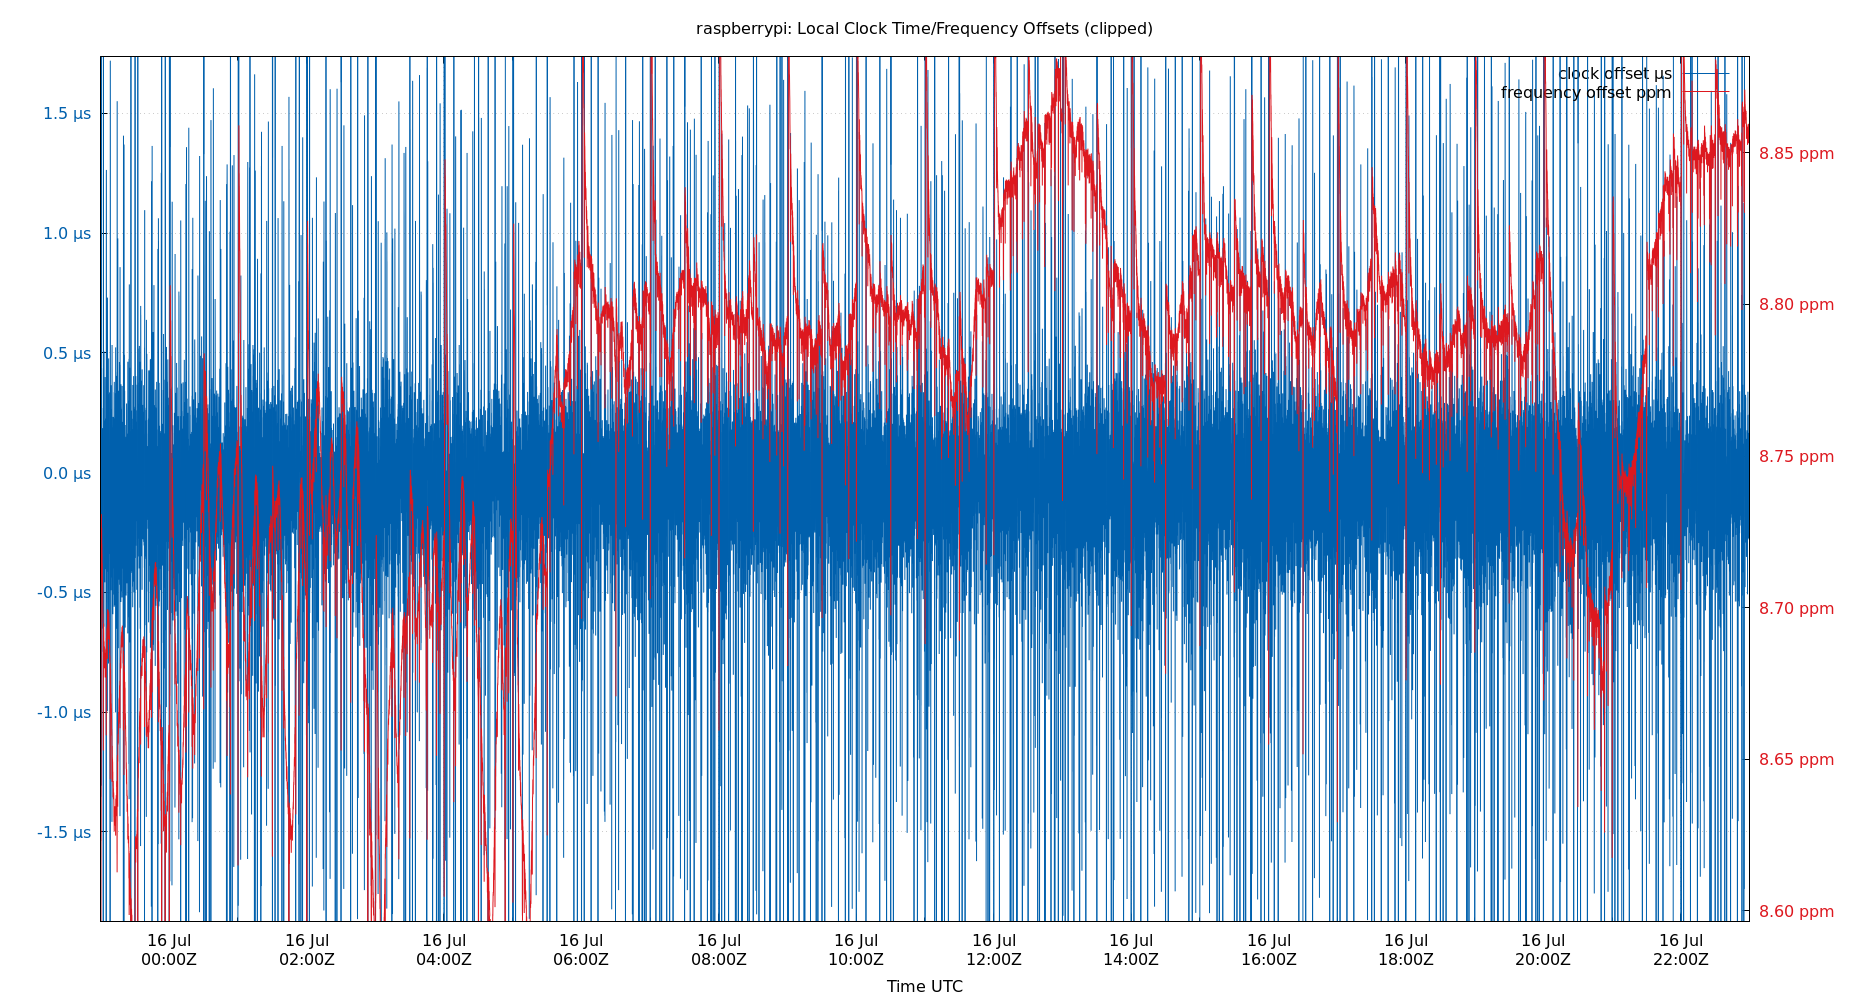 raspberrypi: Local Clock Time/Frequency Offsets (clipped)
clock offset µs
frequency offset ppm
1.5 µs
1.0 µs
0.5 µs
0.0 µs
-0.5 µs
-1.0 µs
-1.5 µs
8.85 ppm
8.80 ppm
8.75 ppm
8.70 ppm
8.65 ppm
8.60 ppm
16 Jul 16 Jul 16 Jul 16 Jul 16 Jul 16 Jul 16 Jul 16 Jul 16 Jul 16 Jul 16 Jul 16 Jul
00:00Z 02:00Z 04:00Z 06:00Z 08:00Z 10:00Z 12:00Z 14:00Z 16:00Z 18:00Z 20:00Z 22:00Z
Time UTC